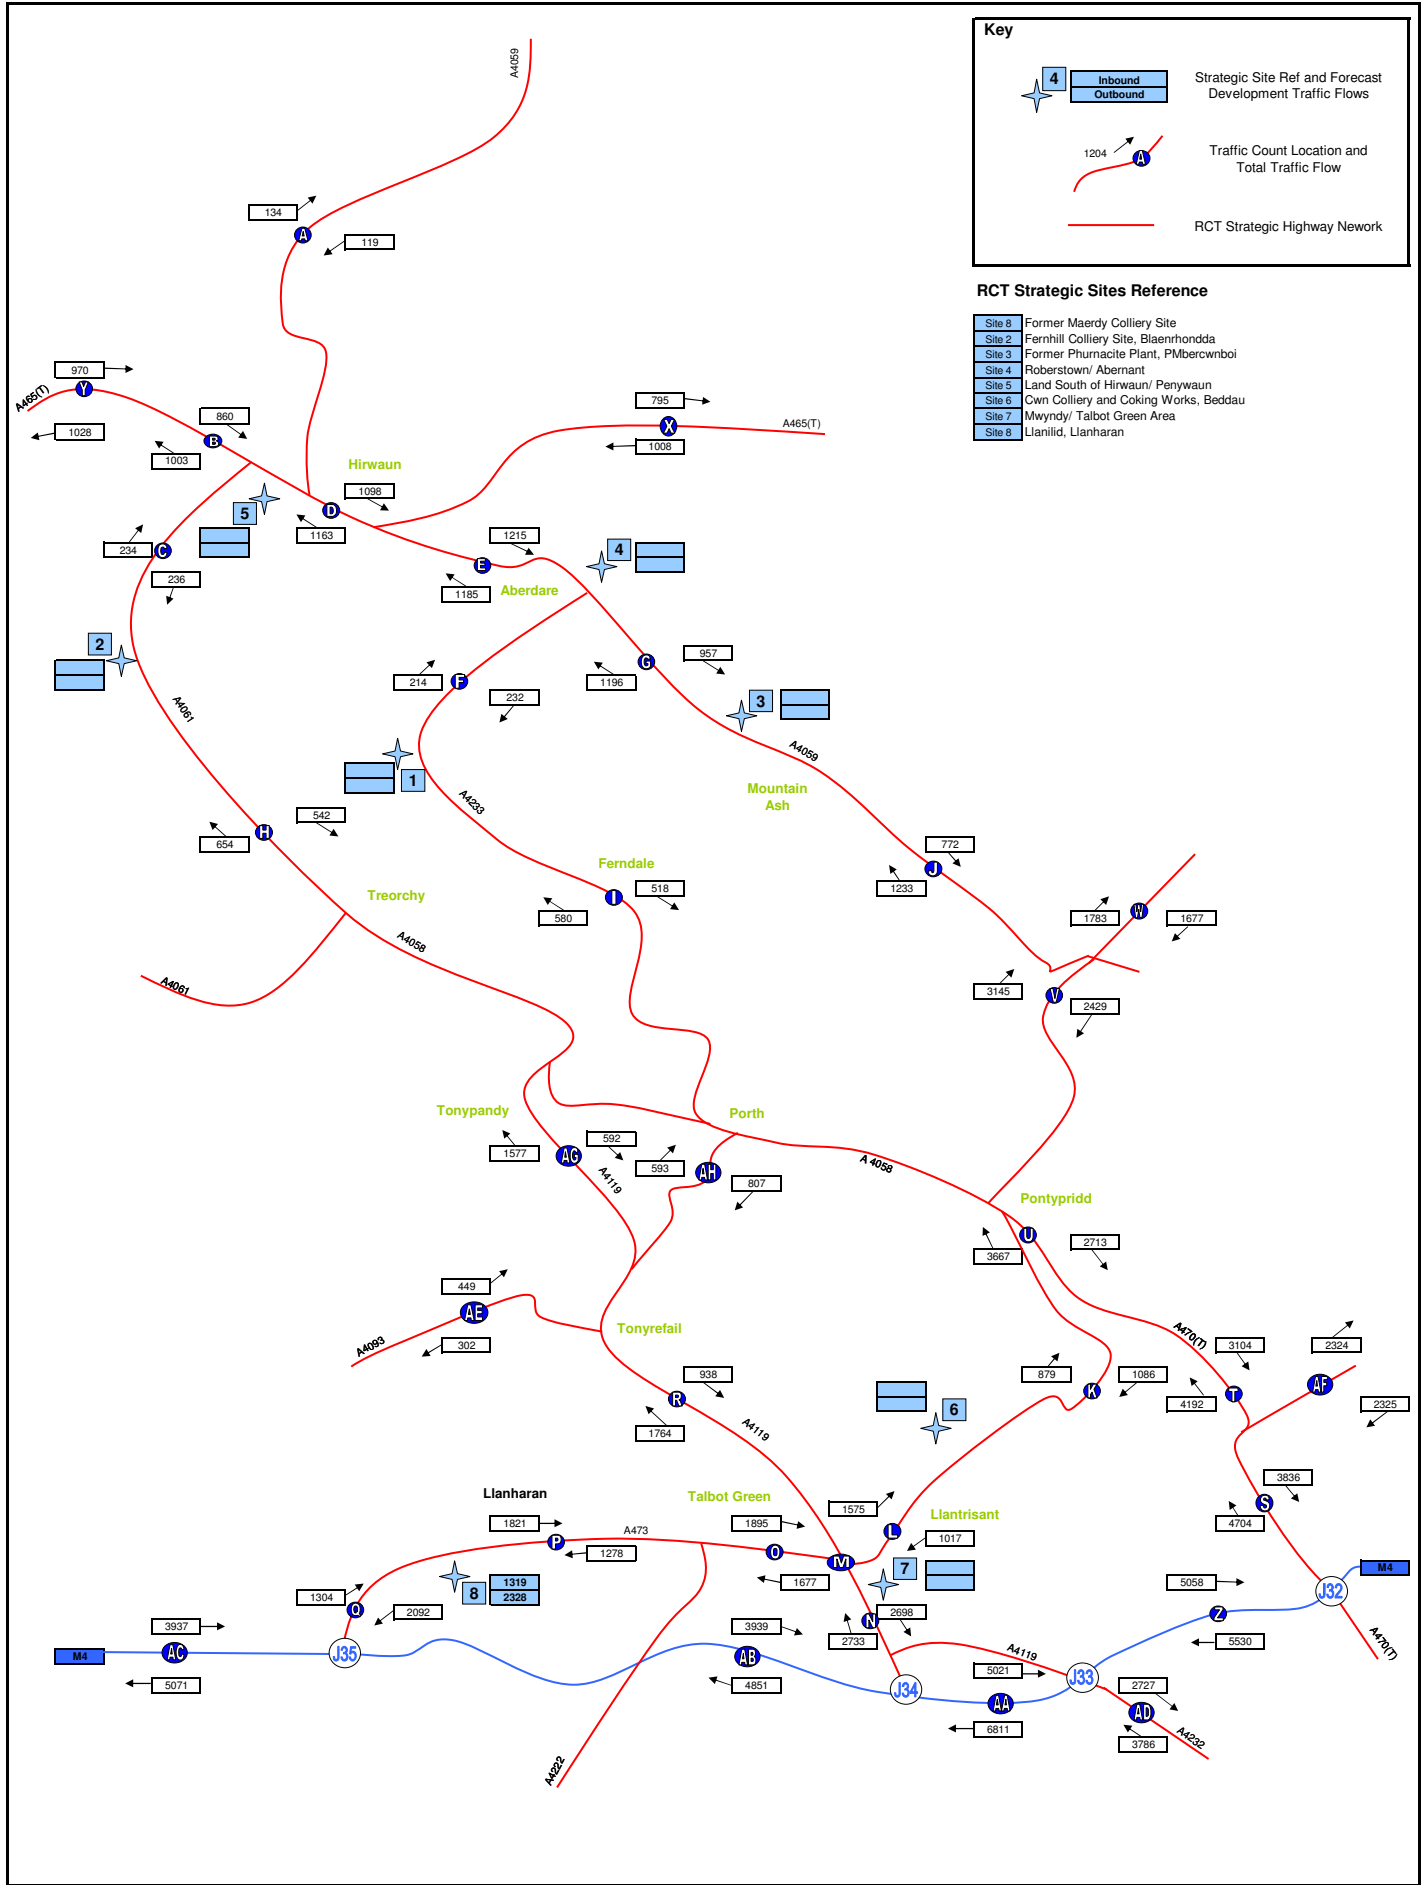 Key
4
Inbound
Outbound
Strategic Site Ref and Forecast
Development Traffic Flows
1204
A
Traffic Count Location and
Total Traffic Flow
RCT Strategic Highway Nework
RCT Strategic Sites Reference
Site 8 Former Maerdy Colliery Site
Site 2 Fernhill Colliery Site, Blaenrhondda
Site 3 Former Phurnacite Plant, PMbercwnboi
Site 4 Roberstown/ Abernant
Site 5 Land South of Hirwaun/ Penywaun
Site 6 Cwn Colliery and Coking Works, Beddau
Site 7 Mwyndy/ Talbot Green Area
Site 8 Llanilid, Llanharan
A4059
134
A
119
970
Y
A465(T)
1028
860
B
1003
795
X
A465(T)
1008
Hirwaun
1098
D
1163
5
234
C
236
1215
E
1185
4
Aberdare
2
A4061
214
F
232
957
G
1196
3
A4059
Mountain
Ash
1
A4233
542
H
654
Treorchy
A4058
A4061
Ferndale
518
I
580
772
J
1233
1783
W
1677
3145
V
2429
Tonypandy
1577
AG
592
A4119
593
AH
807
Porth
A 4058
Pontypridd
3667
U
2713
449
AE
302
A4093
Tonyrefail
938
R
1764
A4119
879
K
1086
6
A470(T)
3104
T
4192
2324
AF
2325
3836
S
4704
Llanharan
1821
P
1278
A473
Talbot Green
1895
O
1677
M
1575
L
1017
Llantrisant
7
8
1319
2328
1304
Q
2092
3937
AC
M4
5071
J35
3939
AB
4851
2698
N
2733
J34
A4119
5021
AA
6811
J33
2727
AD
3786
A4232
5058
Z
5530
J32
M4
A470(T)
A4222